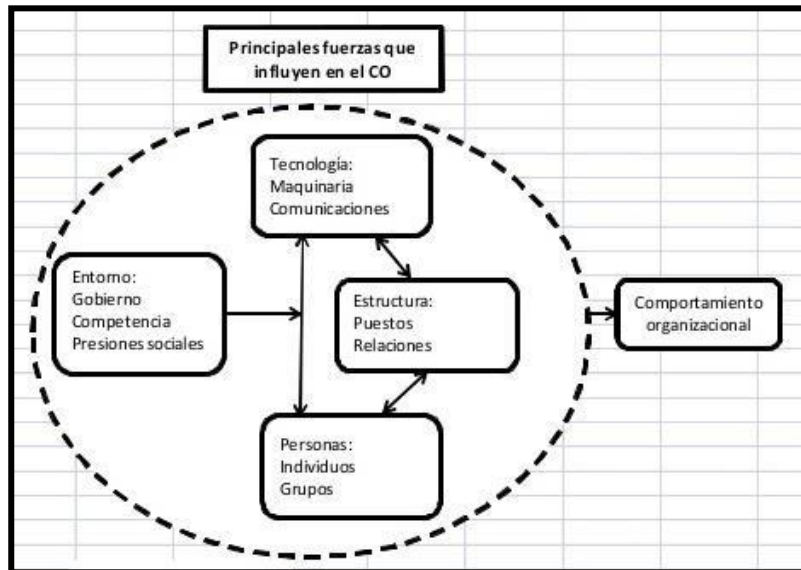 Principales fuerzas que
influyen en el CO
Tecnología:
Maquinaria
Comunicaciones
Entorno:
Gobierno
Competencia
Presiones sociales
Estructura:
Puestos
Relaciones
Comportamiento
organizacional
Personas:
Individuos
Grupos